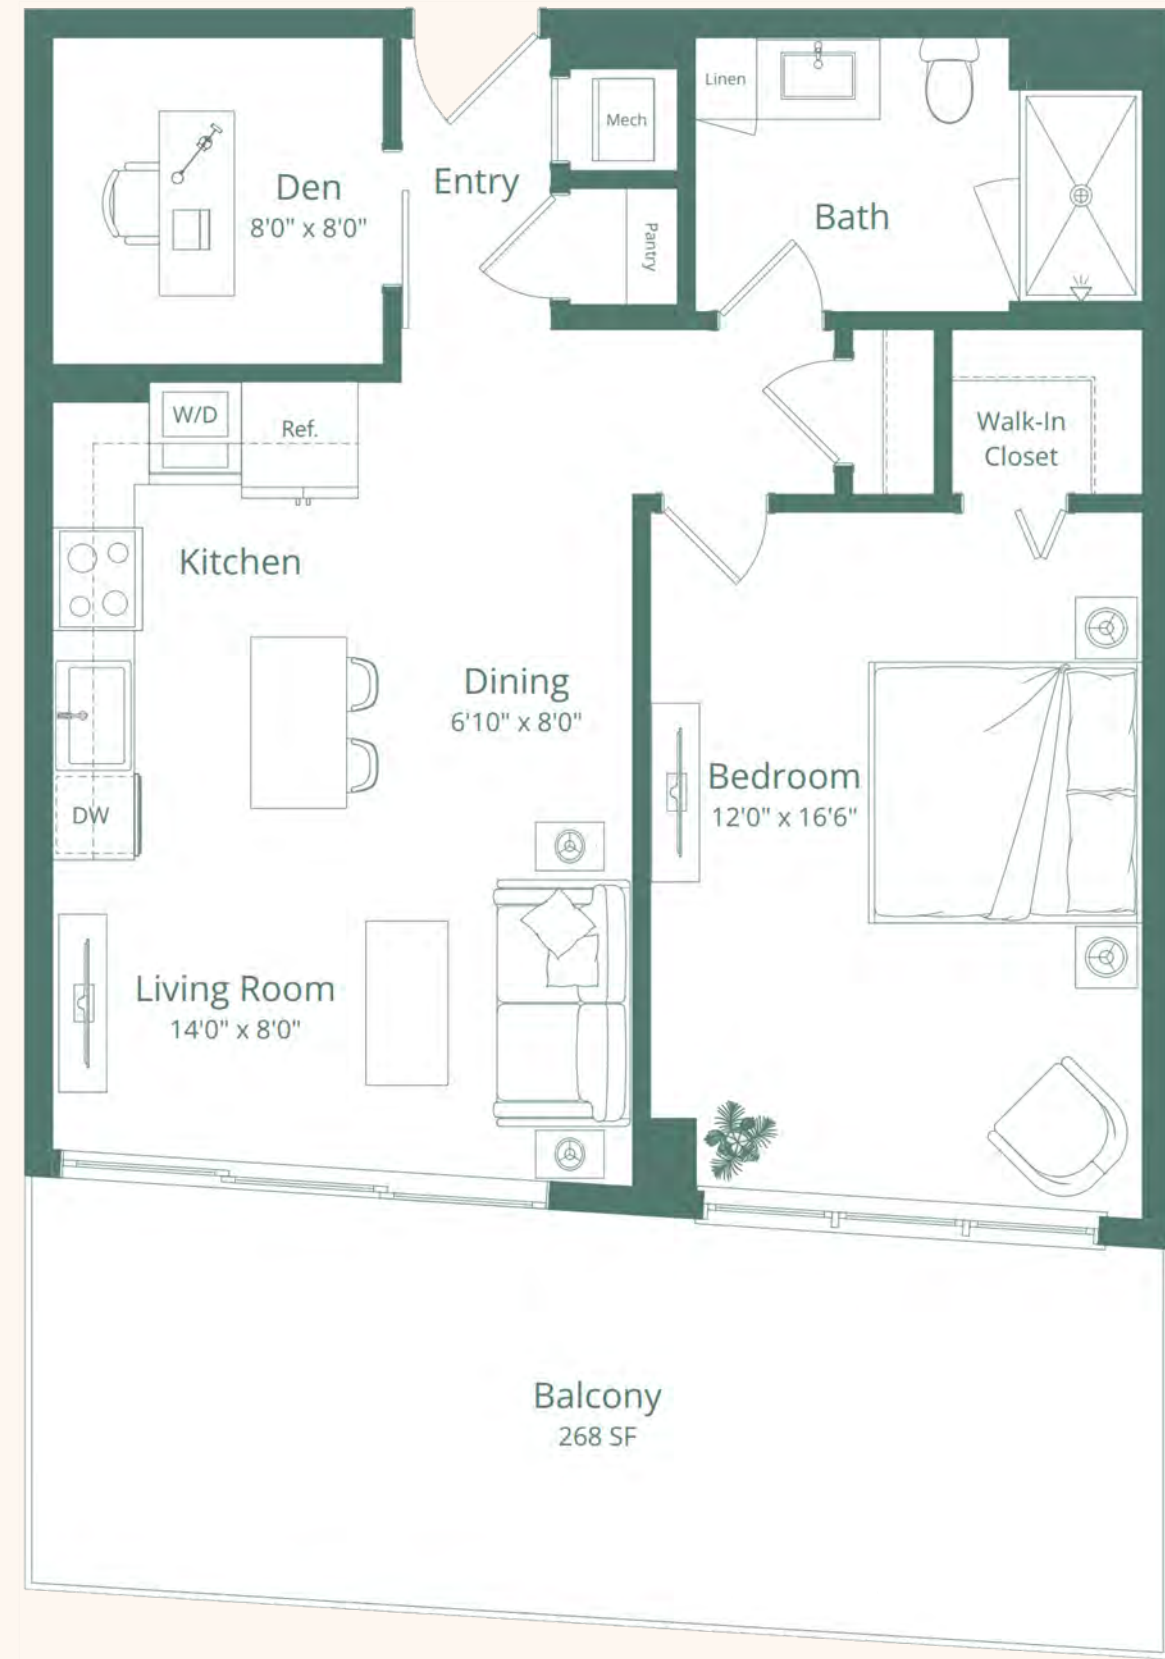 Linen
Mech
Entry
Den
8'0" x 8'0"
Bath
Pantry
W/D
Ref.
Walk-In
Closet
Kitchen
Dining
6'10" x 8'0"
Bedroom
12'0" x 16'6"
DW
Living Room
14'0" x 8'0"
Balcony
268 SF